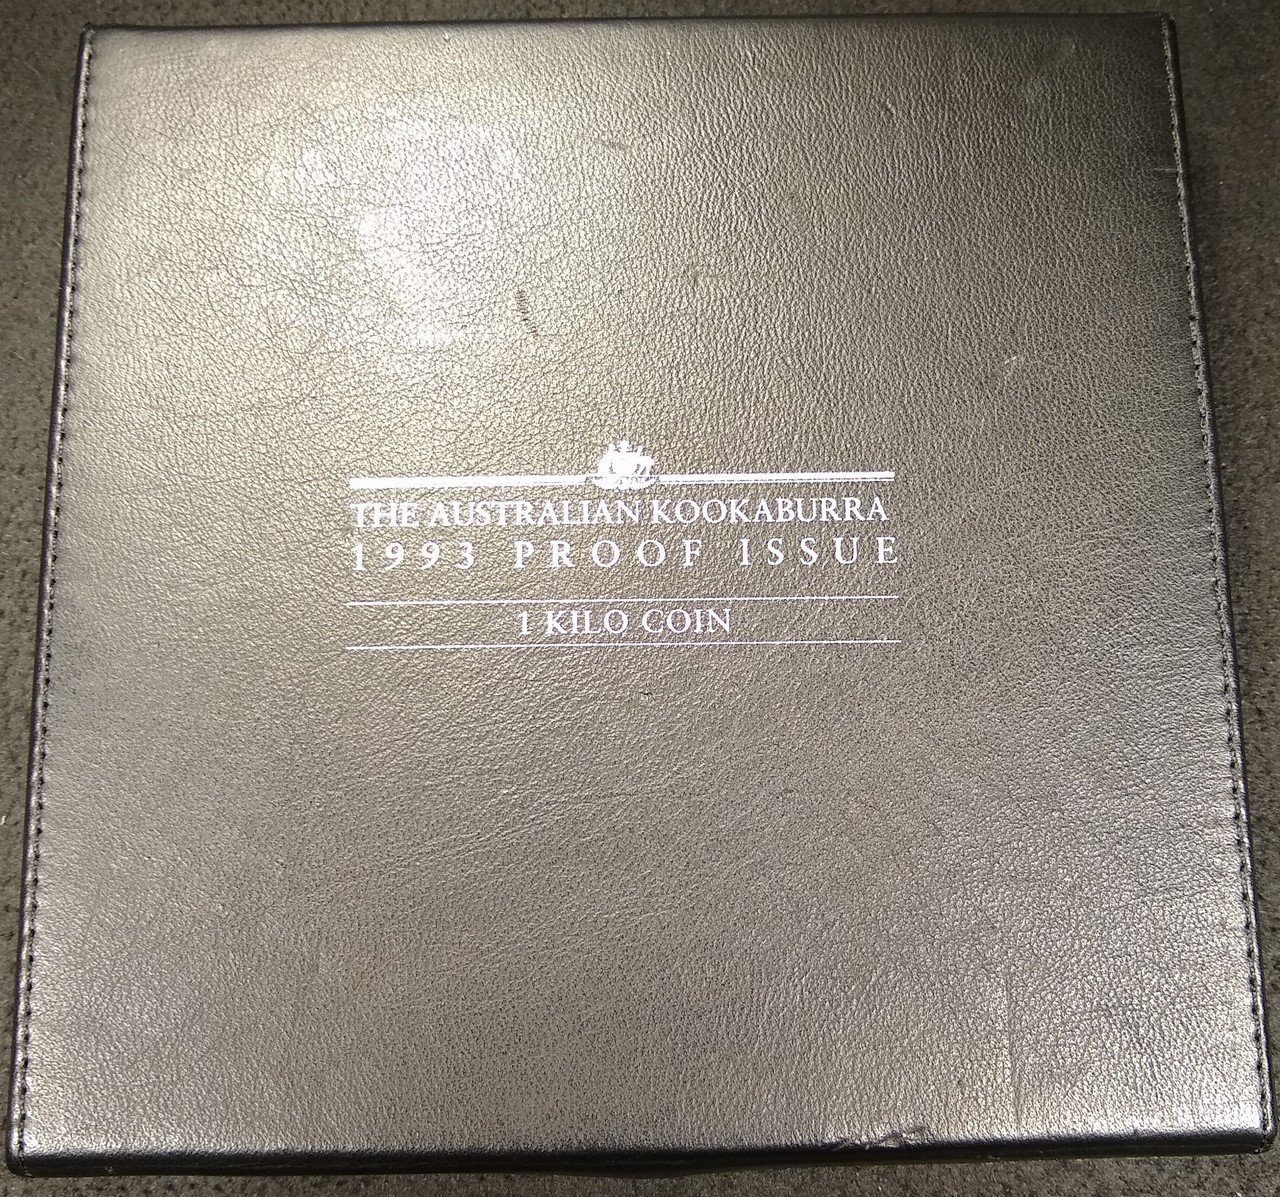 THE AUSTRALIAN KOOKABURRA
1993 PROOF ISSUE
1 KILO COIN